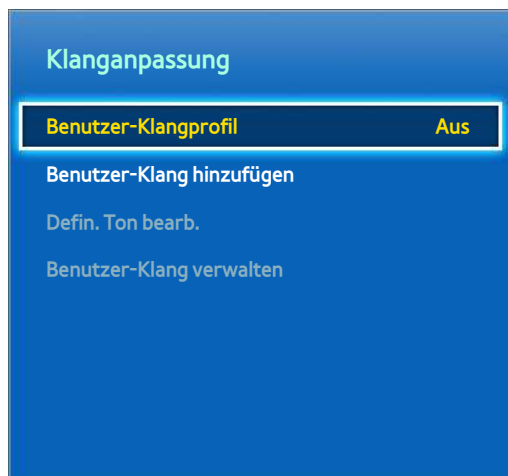 Klanganpassung
Benutzer-Klangprofil Aus
Benutzer-Klang hinzufügen
Defin. Ton bearb.
Benutzer-Klang verwalten